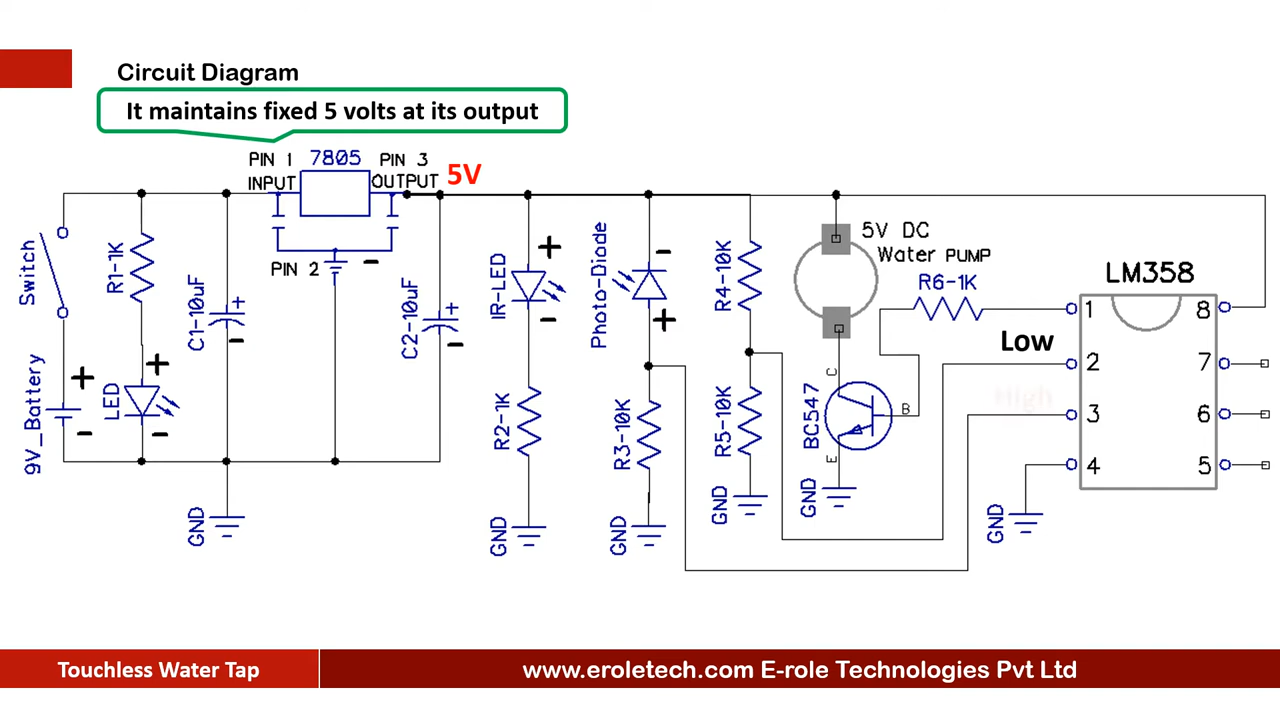 Circuit Diagram
It maintains fixed 5 volts at its output
PIN 1 7805 PIN 3
INPUT OUTPUT 5V
PIN 2
-
Switch
R1-1K
C1-10uF
+
-
C2-10uF
+
-
IR-LED
+
-
Photo-Diode
-
+
R4-10K
5V DC
Water PUMP
R6-1K
LM358
1 8
Low
2 7
High
3 6
4 5
9V_Battery
+
-
LED
+
-
R2-1K
R3-10K
R5-10K
BC547
C
B
E
GND
GND
GND
GND
GND
GND
Touchless Water Tap
www.eroletech.com E-role Technologies Pvt Ltd